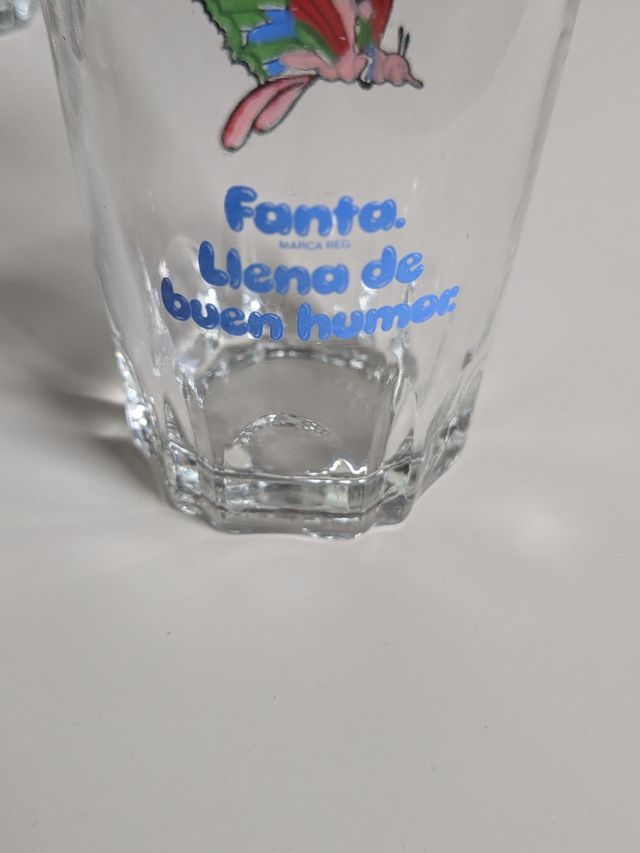 Fanta.
MARCA REG
Llena de
buen humor.